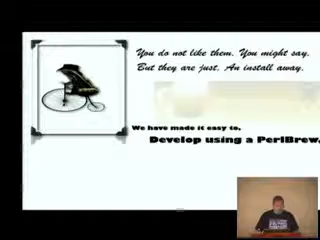 You do not like them. You might say.
But they are just. An install away.
We have made it easy to,
Develop using a PerlBrew.